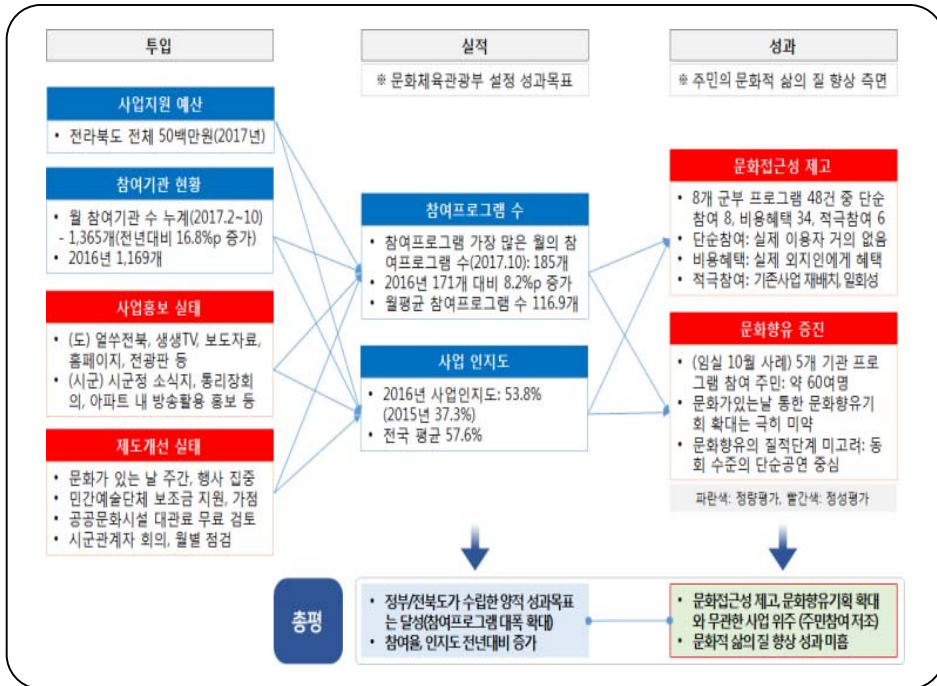 투입
사업지원 예산
• 전라북도 전체 50백만원(2017년)
참여기관 현황
• 월 참여기관 수 누계(2017.2~10)
- 1,365개(전년대비 16.8%p 증가)
• 2016년 1,169개
사업홍보 실태
• (도) 얼쑤전북, 생생TV, 보도자료,
홈페이지, 전광판 등
• (시군) 시군정 소식지, 통리장회
의, 아파트 내 방송활용 홍보 등
제도개선 실태
• 문화가 있는 날 주간, 행사 집중
• 민간예술단체 보조금 지원, 가점
• 공공문화시설 대관료 무료 검토
• 시군관계자 회의, 월별 점검
실적
※ 문화체육관광부 설정 성과목표
참여프로그램 수
• 참여프로그램 가장 많은 월의 참
여프로그램 수(2017.10): 185개
• 2016년 171개 대비 8.2%p 증가
• 월평균 참여프로그램 수 116.9개
사업 인지도
• 2016년 사업인지도: 53.8%
(2015년 37.3%)
• 전국 평균 57.6%
성과
※ 주민의 문화적 삶의 질 향상 측면
문화접근성 제고
• 8개 군부 프로그램 48건 중 단순
참여 8, 비용혜택 34, 적극참여 6
• 단순참여: 실제 이용자 거의 없음
• 비용혜택: 실제 외지인에게 혜택
• 적극참여: 기존사업 재배치, 일회성
문화향유 증진
• (임실 10월 사례) 5개 기관 프로
그램 참여 주민: 약 60여명
• 문화가있는날 통한 문화향유기
회 확대는 극히 미약
• 문화향유의 질적단계 미고려: 동
회 수준의 단순공연 중심
파란색: 정량평가, 빨간색: 정성평가
총평
• 정부/전북도가 수립한 양적 성과목표
는 달성(참여프로그램 대폭 확대)
• 참여율, 인지도 전년대비 증가
• 문화접근성 제고, 문화향유기획 확대
와 무관한 사업 위주 (주민참여 저조)
• 문화적 삶의 질 향상 성과 미흡